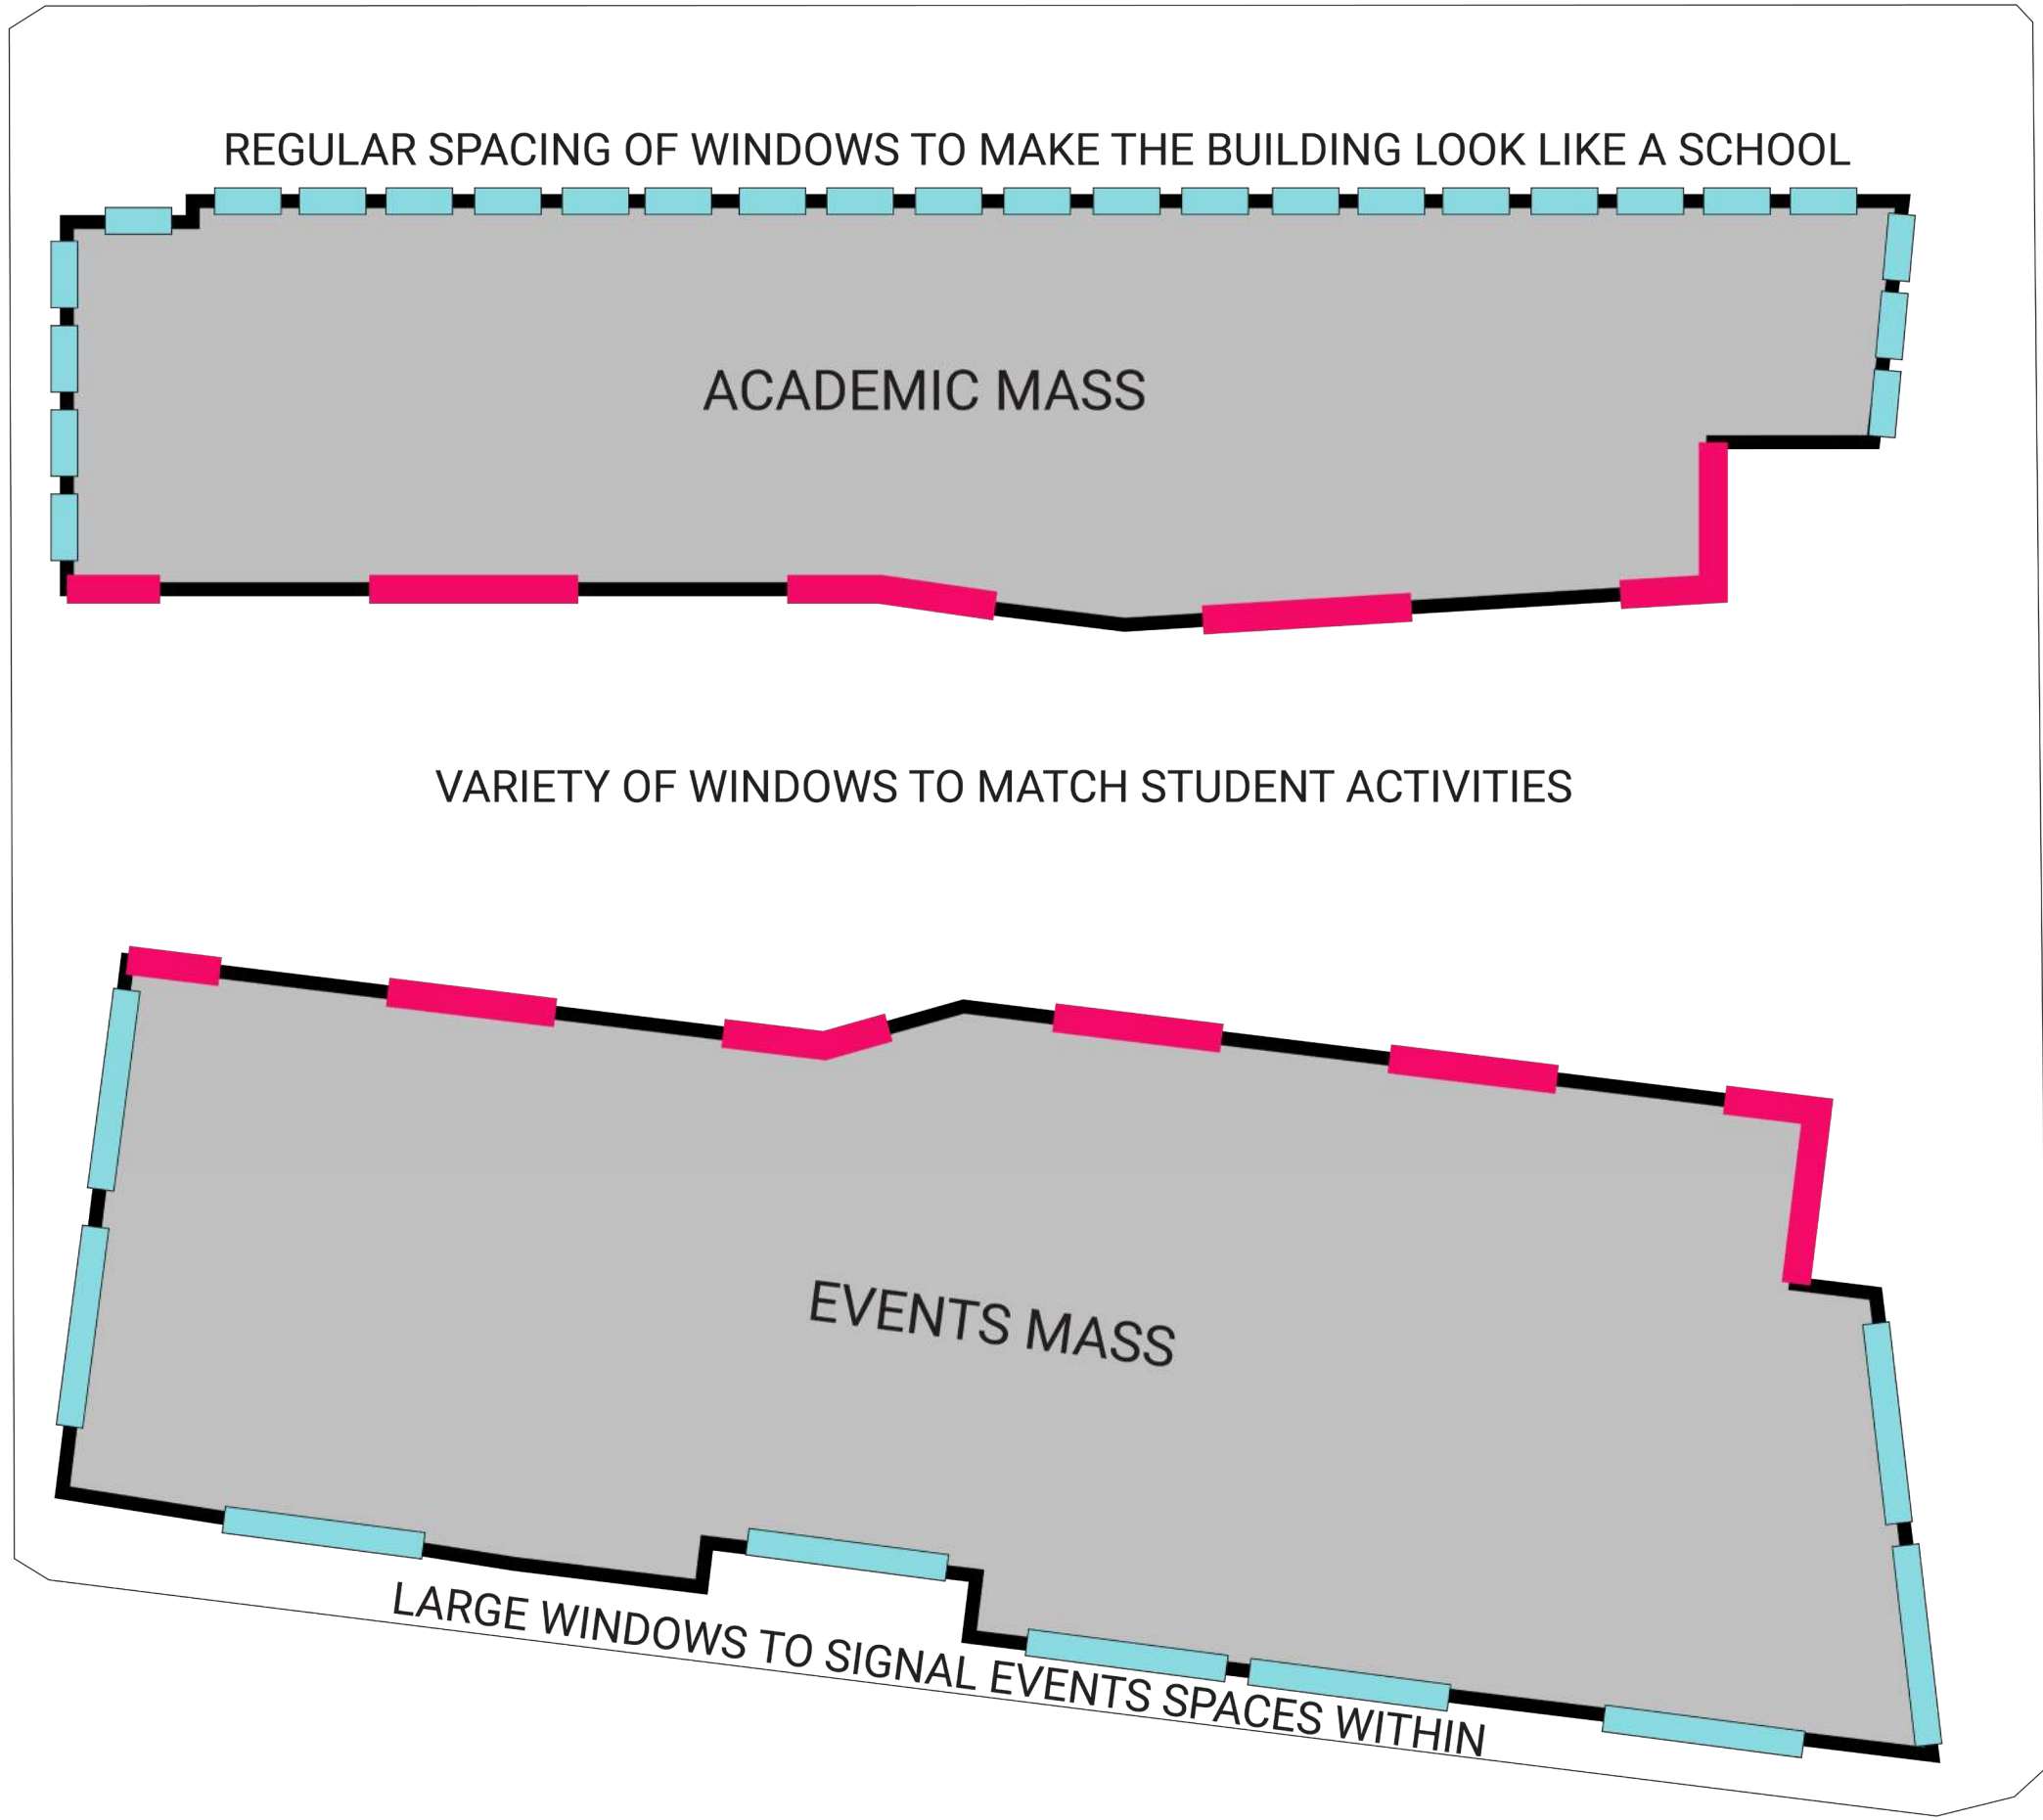 REGULAR SPACING OF WINDOWS TO MAKE THE BUILDING LOOK LIKE A SCHOOL
ACADEMIC MASS
VARIETY OF WINDOWS TO MATCH STUDENT ACTIVITIES
EVENTS MASS
LARGE WINDOWS TO SIGNAL EVENTS SPACES WITHIN